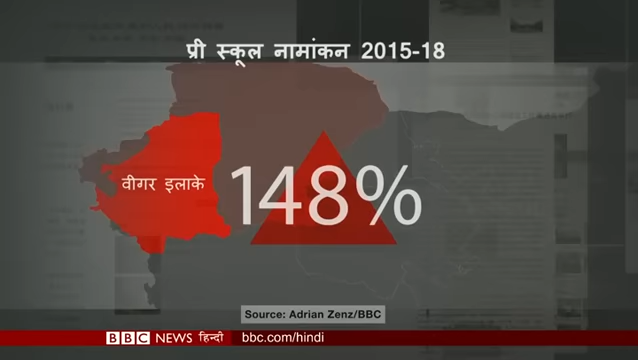 प्री स्कूल नामांकन 2015-18
वीगर इलाके
148%
Source: Adrian Zenz/BBC
BBC NEWS हिन्दी bbc.com/hindi